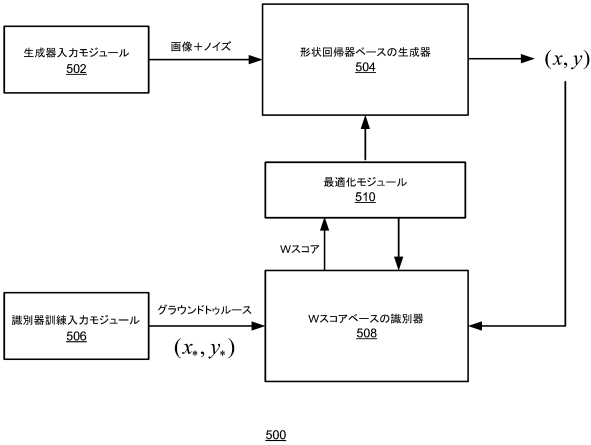 生成器入力モジュール
502
画像+ノイズ
形状回帰器ベースの生成器
504
(x, y)
最適化モジュール
510
Wスコア
識別器訓練入力モジュール
506
グラウンドトゥルース
(x*, y*)
Wスコアベースの識別器
508
500